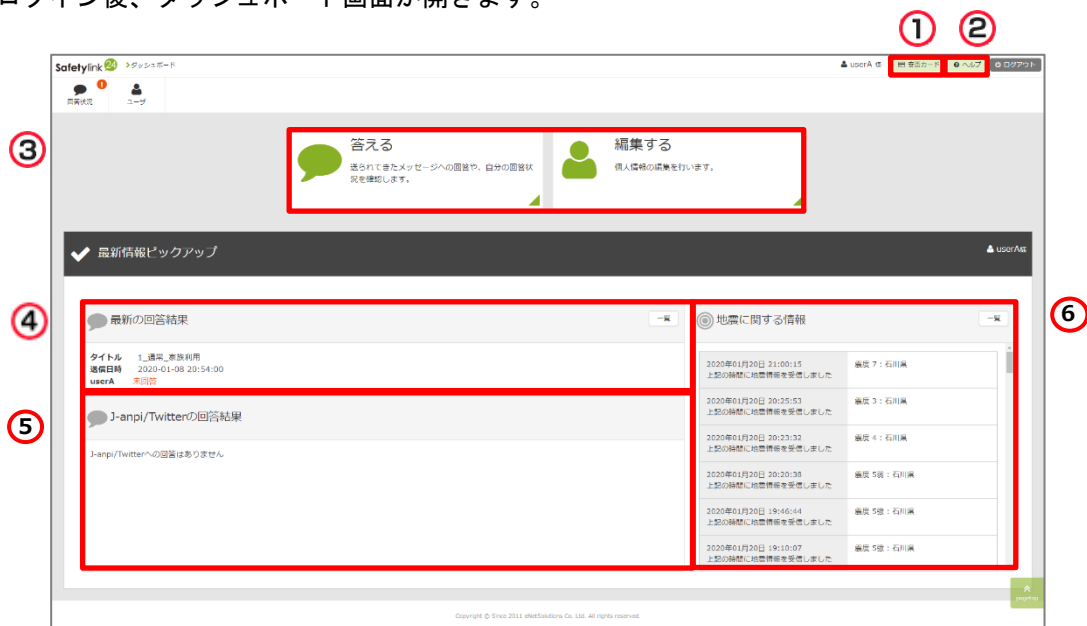 ログイン後、ダッシュボード画面が開きます。
① ②
Safetylink24 >ダッシュボード userA 様 安否カード ヘルプ ログアウト
1
回答状況 ユーザ
③
答える
送られてきたメッセージへの回答や、自分の回答状
況を確認します。
編集する
個人情報の編集を行います。
最新情報ピックアップ userA様
④
最新の回答結果 一覧
タイトル 1_通常_家族利用
送信日時 2020-01-08 20:54:00
userA 未回答
⑤
J-anpi/Twitterの回答結果
J-anpi/Twitterへの回答はありません
⑥
地震に関する情報 一覧
2020年01月20日 21:00:15 震度 7：石川県
上記の時間に地震情報を受信しました
2020年01月20日 20:25:53 震度 3：石川県
上記の時間に地震情報を受信しました
2020年01月20日 20:23:32 震度 4：石川県
上記の時間に地震情報を受信しました
2020年01月20日 20:20:38 震度 5弱：石川県
上記の時間に地震情報を受信しました
2020年01月20日 19:46:44 震度 5強：石川県
上記の時間に地震情報を受信しました
2020年01月20日 19:10:07 震度 5強：石川県
上記の時間に地震情報を受信しました
pagetop
Copyright © Since 2011 eNetSolutions Co. Ltd. All rights reserved.